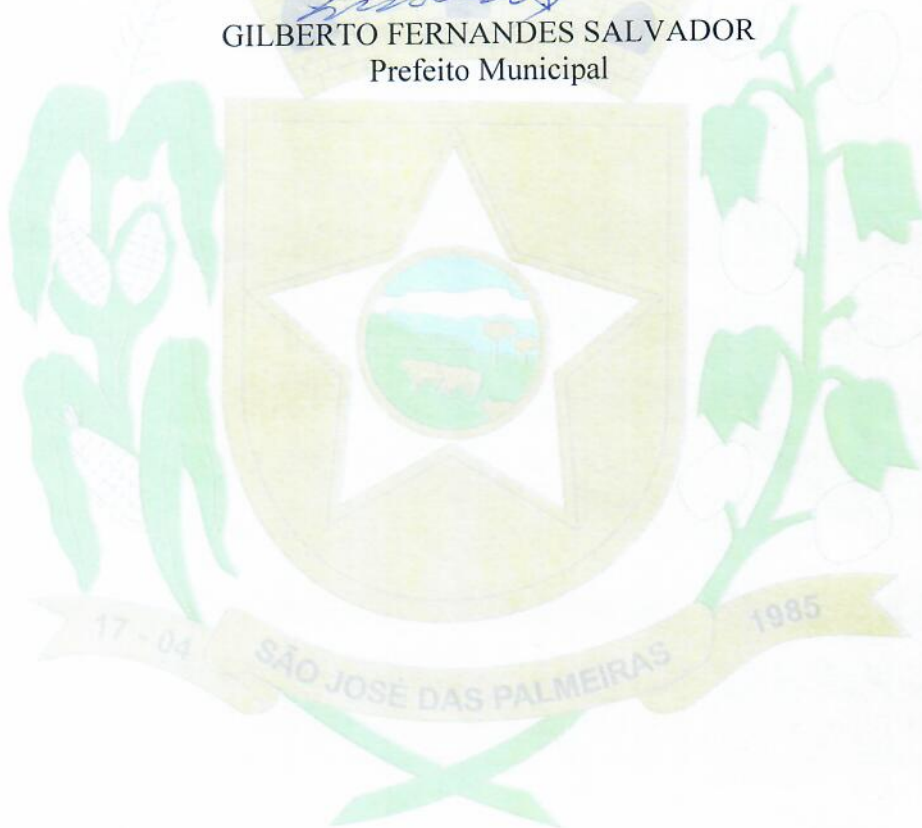 GILBERTO FERNANDES SALVADOR
Prefeito Municipal
17 - 04
SÃO JOSÉ DAS PALMEIRAS
1985